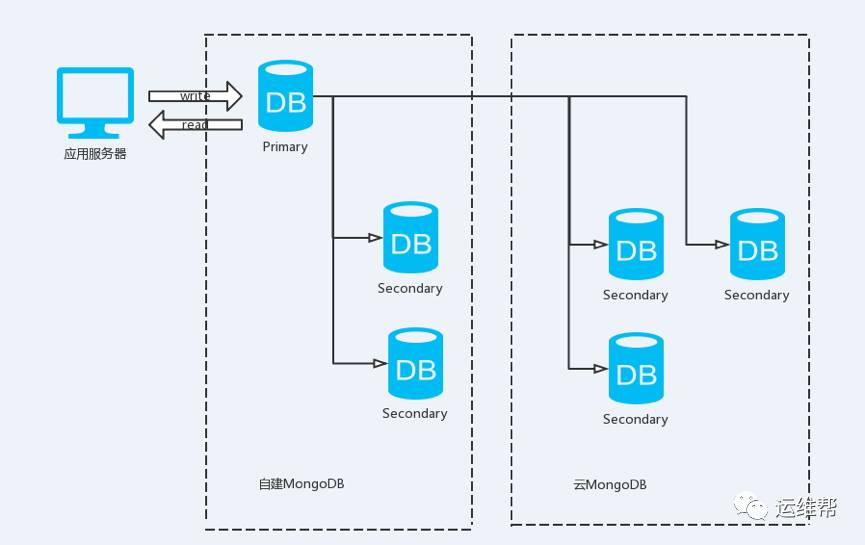 write
read
应用服务器
DB
Primary
DB
Secondary
DB
Secondary
自建MongoDB
DB
Secondary
DB
Secondary
DB
Secondary
云MongoDB
运维帮